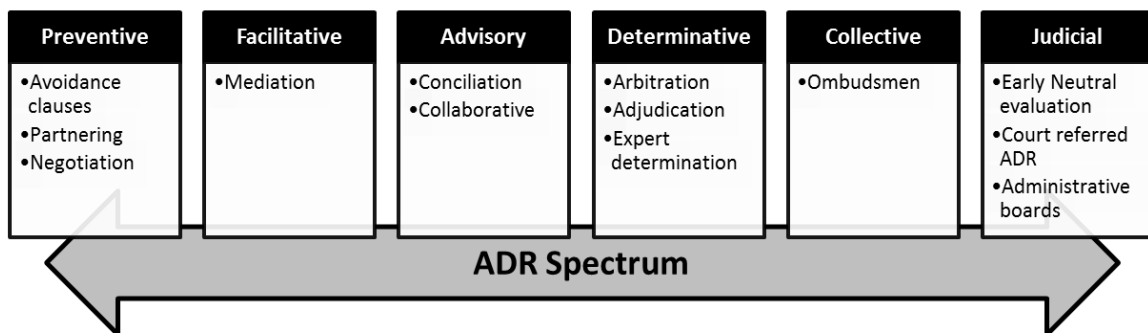 Preventive
•Avoidance
clauses
•Partnering
•Negotiation
Facilitative
•Mediation
Advisory
•Conciliation
•Collaborative
Determinative
•Arbitration
•Adjudication
•Expert
determination
Collective
•Ombudsmen
Judicial
•Early Neutral
evaluation
•Court referred
ADR
•Administrative
boards
ADR Spectrum